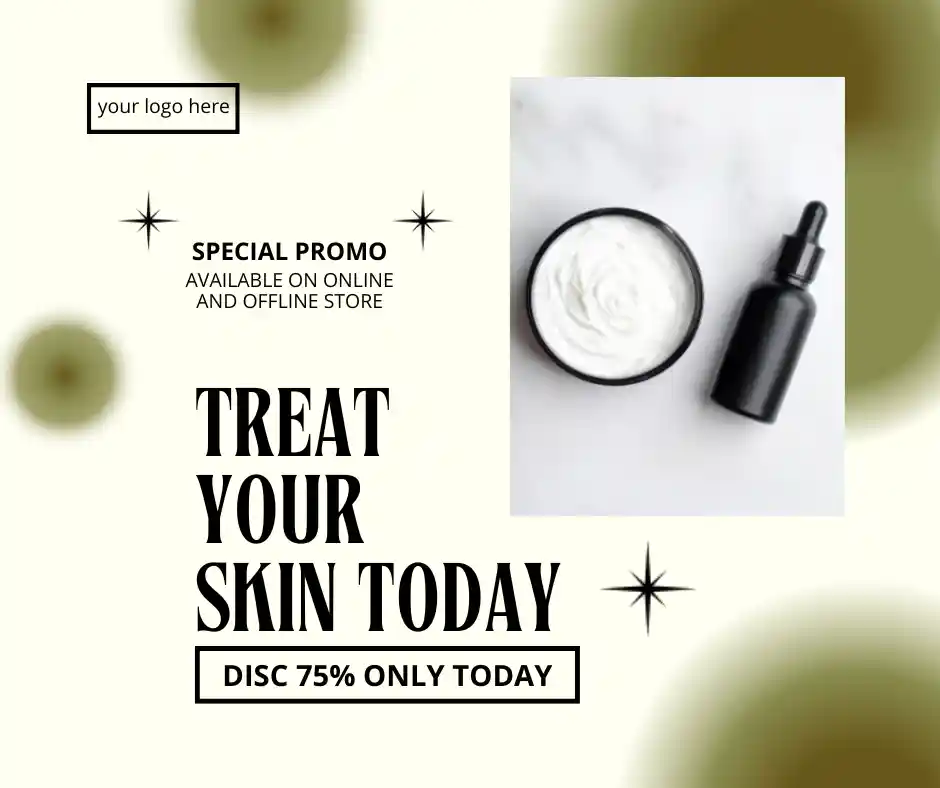 your logo here
SPECIAL PROMO
AVAILABLE ON ONLINE
AND OFFLINE STORE
TREAT
YOUR
SKIN TODAY
DISC 75% ONLY TODAY